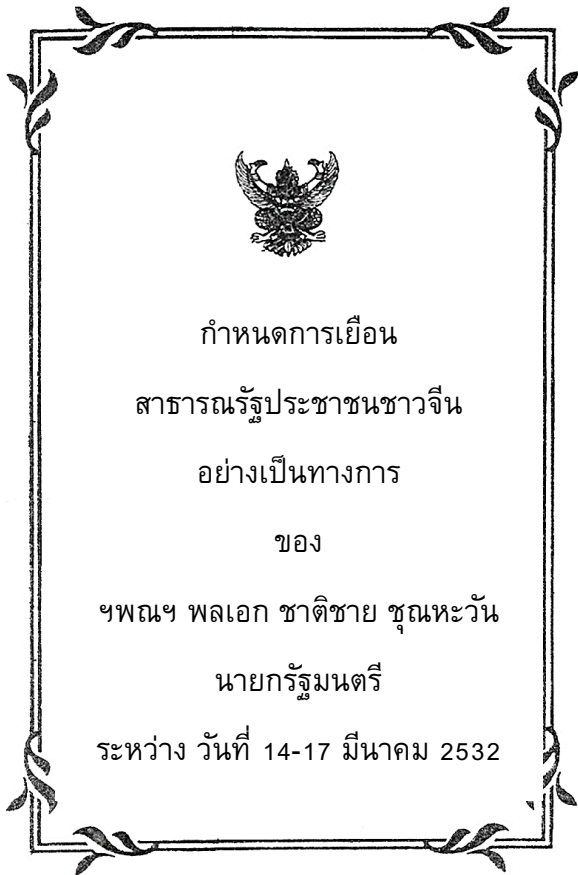 กำหนดการเยือน
สาธารณรัฐประชาชนชาวจีน
อย่างเป็นทางการ
ของ
ฯพณฯ พลเอก ชาติชาย ชุณหะวัน
นายกรัฐมนตรี
ระหว่าง วันที่ 14-17 มีนาคม 2532